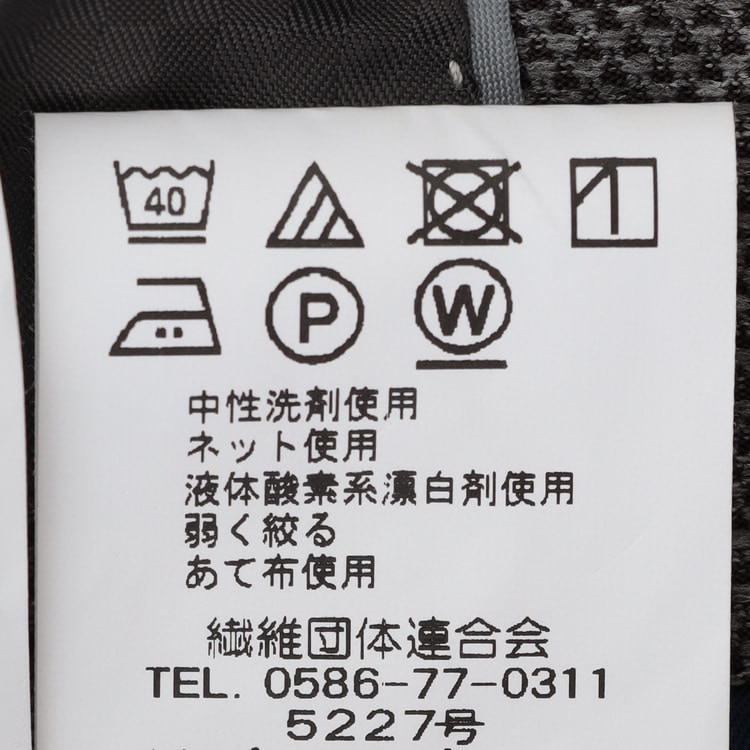 40
P W
中性洗剤使用
ネット使用
液体酸素系漂白剤使用
弱く絞る
あて布使用
繊維団体連合会
TEL. 0586-77-0311
5227号